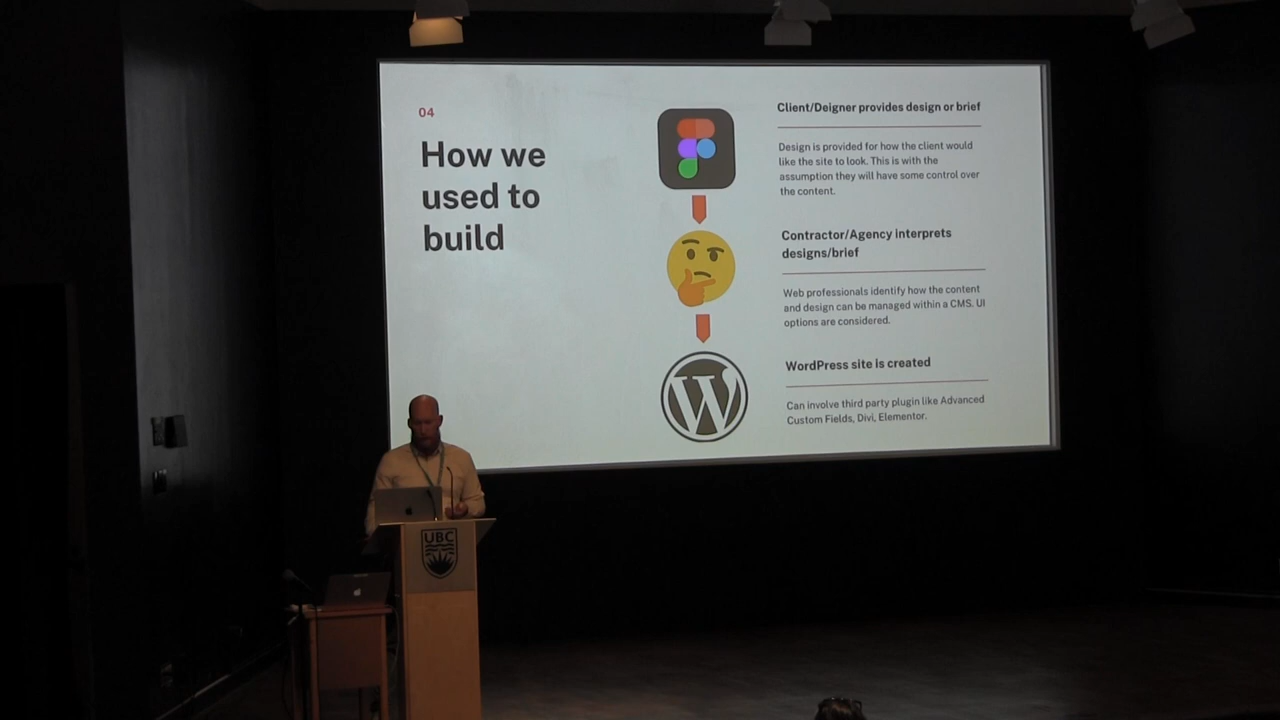 04
How we
used to
build
Client/Deigner provides design or brief
Design is provided for how the client would
like the site to look. This is with the
assumption they will have some control over
the content.
Contractor/Agency interprets
designs/brief
Web professionals identify how the content
and design can be managed within a CMS. UI
options are considered.
WordPress site is created
Can involve third party plugin like Advanced
Custom Fields, Divi, Elementor.
UBC